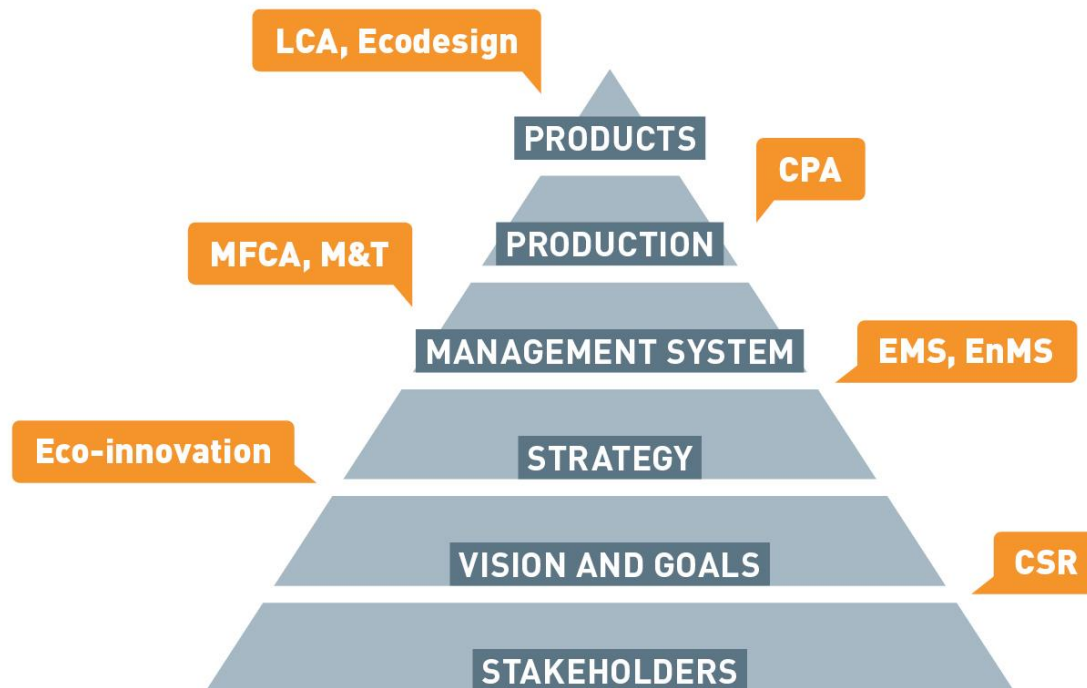 LCA, Ecodesign
PRODUCTS
CPA
PRODUCTION
MFCA, M&T
MANAGEMENT SYSTEM
EMS, EnMS
Eco-innovation
STRATEGY
VISION AND GOALS
CSR
STAKEHOLDERS